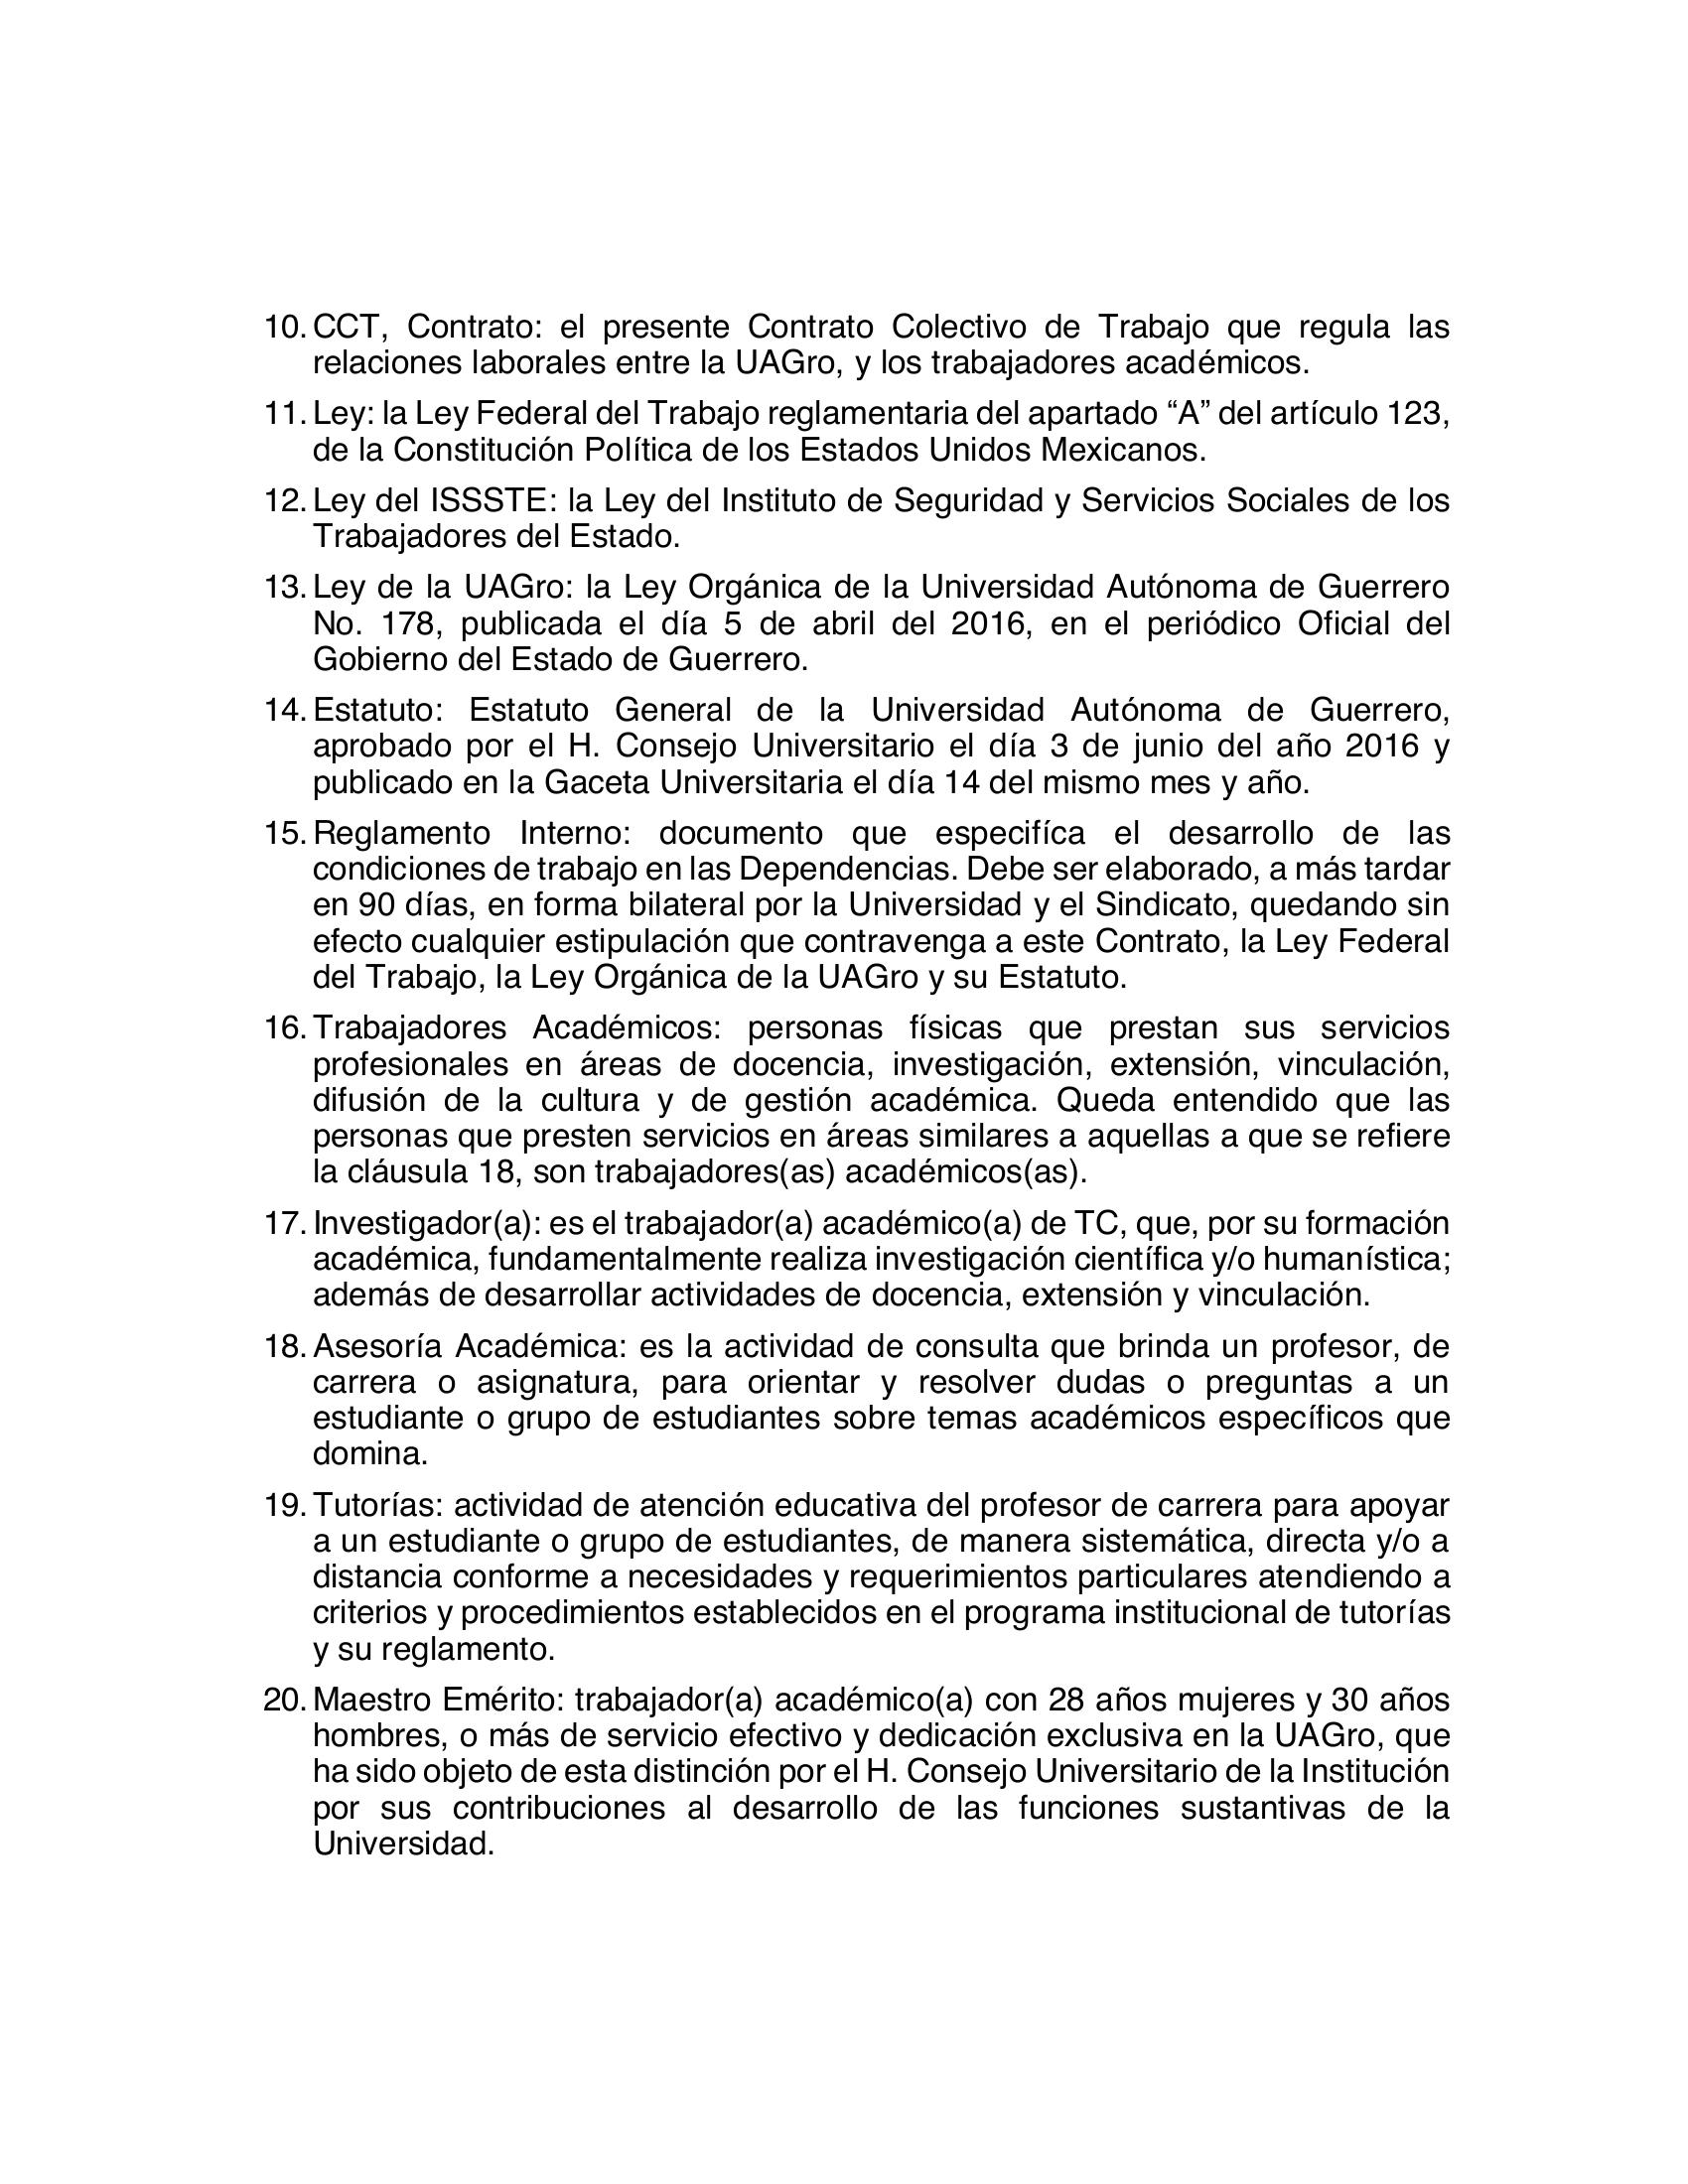 10. CCT, Contrato: el presente Contrato Colectivo de Trabajo que regula las
relaciones laborales entre la UAGro, y los trabajadores académicos.
11. Ley: la Ley Federal del Trabajo reglamentaria del apartado “A” del artículo 123,
de la Constitución Política de los Estados Unidos Mexicanos.
12. Ley del ISSSTE: la Ley del Instituto de Seguridad y Servicios Sociales de los
Trabajadores del Estado.
13. Ley de la UAGro: la Ley Orgánica de la Universidad Autónoma de Guerrero
No. 178, publicada el día 5 de abril del 2016, en el periódico Oficial del
Gobierno del Estado de Guerrero.
14. Estatuto: Estatuto General de la Universidad Autónoma de Guerrero,
aprobado por el H. Consejo Universitario el día 3 de junio del año 2016 y
publicado en la Gaceta Universitaria el día 14 del mismo mes y año.
15. Reglamento Interno: documento que especifíca el desarrollo de las
condiciones de trabajo en las Dependencias. Debe ser elaborado, a más tardar
en 90 días, en forma bilateral por la Universidad y el Sindicato, quedando sin
efecto cualquier estipulación que contravenga a este Contrato, la Ley Federal
del Trabajo, la Ley Orgánica de la UAGro y su Estatuto.
16. Trabajadores Académicos: personas físicas que prestan sus servicios
profesionales en áreas de docencia, investigación, extensión, vinculación,
difusión de la cultura y de gestión académica. Queda entendido que las
personas que presten servicios en áreas similares a aquellas a que se refiere
la cláusula 18, son trabajadores(as) académicos(as).
17. Investigador(a): es el trabajador(a) académico(a) de TC, que, por su formación
académica, fundamentalmente realiza investigación científica y/o humanística;
además de desarrollar actividades de docencia, extensión y vinculación.
18. Asesoría Académica: es la actividad de consulta que brinda un profesor, de
carrera o asignatura, para orientar y resolver dudas o preguntas a un
estudiante o grupo de estudiantes sobre temas académicos específicos que
domina.
19. Tutorías: actividad de atención educativa del profesor de carrera para apoyar
a un estudiante o grupo de estudiantes, de manera sistemática, directa y/o a
distancia conforme a necesidades y requerimientos particulares atendiendo a
criterios y procedimientos establecidos en el programa institucional de tutorías
y su reglamento.
20. Maestro Emérito: trabajador(a) académico(a) con 28 años mujeres y 30 años
hombres, o más de servicio efectivo y dedicación exclusiva en la UAGro, que
ha sido objeto de esta distinción por el H. Consejo Universitario de la Institución
por sus contribuciones al desarrollo de las funciones sustantivas de la
Universidad.